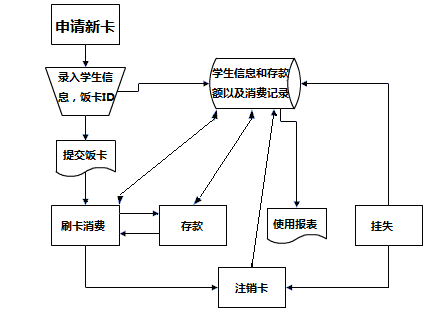 申请新卡
录入学生信
息，饭卡ID
学生信息和存款
额以及消费记录
提交饭卡
刷卡消费
存款
使用报表
挂失
注销卡